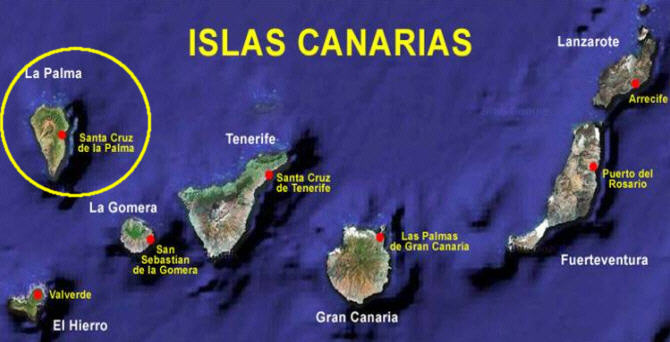 ISLAS CANARIAS
Lanzarote
La Palma
Arrecife
Santa Cruz
de la Palma
Tenerife
Santa Cruz
de Tenerife
Puerto del
Rosario
La Gomera
San
Sebastian
de la Gomera
Las Palmas
de Gran Canaria
Fuerteventura
Valverde
El Hierro
Gran Canaria